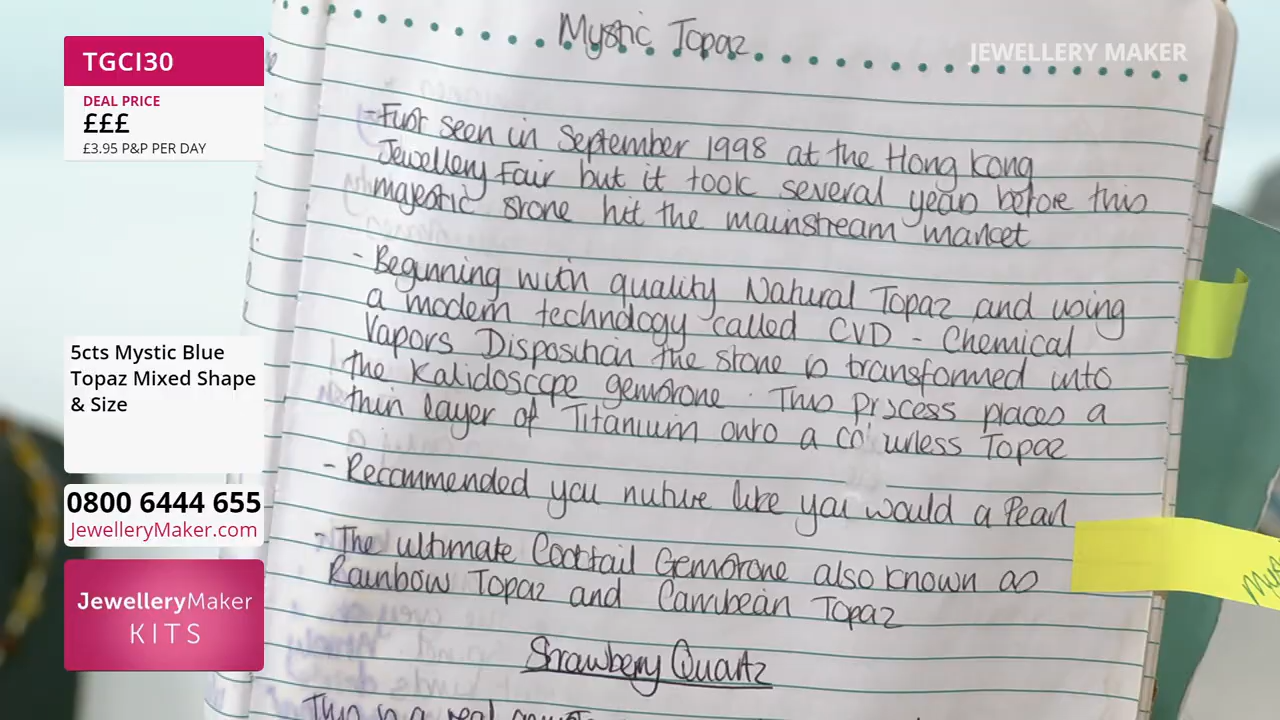 TGCI30
DEAL PRICE
£££
£3.95 P&P PER DAY
5cts Mystic Blue
Topaz Mixed Shape
& Size
0800 6444 655
JewelleryMaker.com
JewelleryMaker
KITS
JEWELLERY MAKER
Mystic Topaz
- First seen in September 1998 at the Hong Kong
Jewellery Fair but it took several years before this
majestic stone hit the mainstream market
- Beginning with quality Natural Topaz and using
a modern technology called CVD - Chemical
Vapors Disposition the stone is transformed into
the Kalidoscope gemstone. This process places a
thin layer of Titanium onto a colourless Topaz
- Recommended you nuture like you would a Pearl
- The ultimate Cocktail Gemstone also known as
Rainbow Topaz and Carribean Topaz
Strawbery Quartz
This is a real